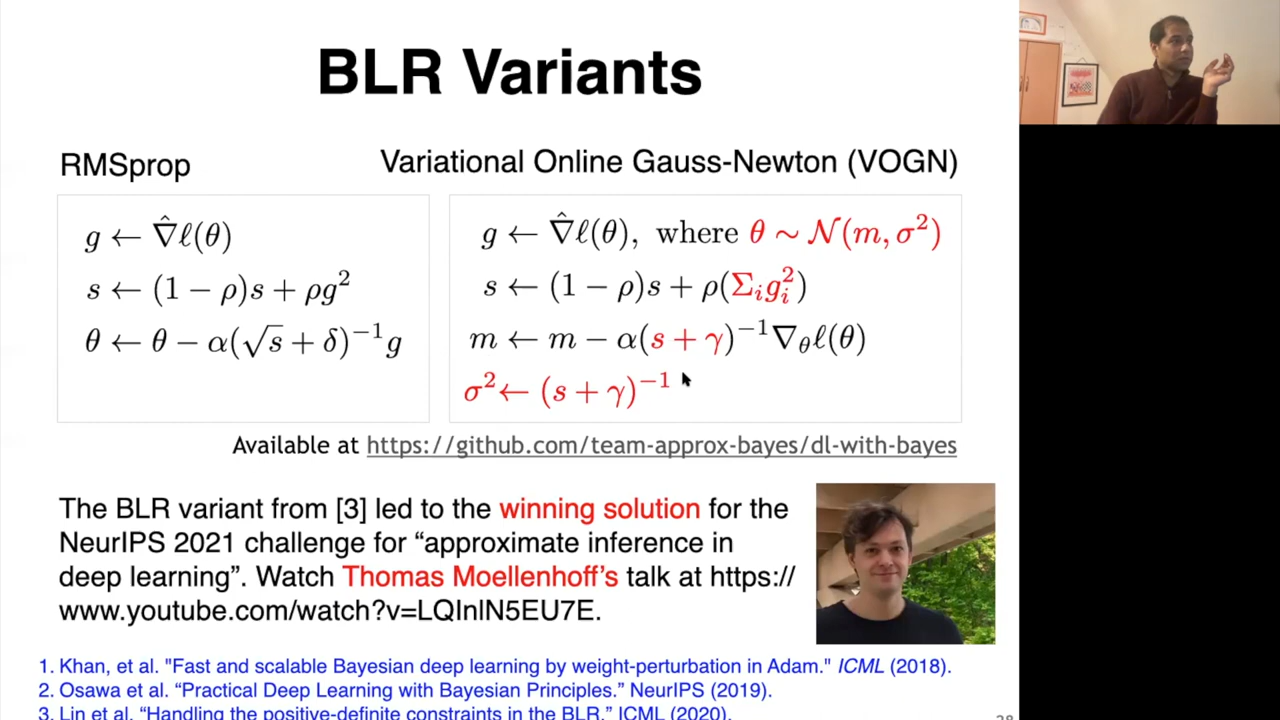 BLR Variants
RMSprop
Variational Online Gauss-Newton (VOGN)
g ← ∇̂ℓ(θ)
s ← (1 − ρ)s + ρg²
θ ← θ − α(√s + δ)⁻¹g
g ← ∇̂ℓ(θ), where θ ∼ 𝒩(m, σ²)
s ← (1 − ρ)s + ρ(Σᵢgᵢ²)
m ← m − α(s + γ)⁻¹∇_θℓ(θ)
σ² ← (s + γ)⁻¹
Available at https://github.com/team-approx-bayes/dl-with-bayes
The BLR variant from [3] led to the winning solution for the
NeurIPS 2021 challenge for “approximate inference in
deep learning”. Watch Thomas Moellenhoff’s talk at https://
www.youtube.com/watch?v=LQInlN5EU7E.
1. Khan, et al. "Fast and scalable Bayesian deep learning by weight-perturbation in Adam." ICML (2018).
2. Osawa et al. “Practical Deep Learning with Bayesian Principles.” NeurIPS (2019).
3. Lin et al. “Handling the positive-definite constraints in the BLR.” ICML (2020).